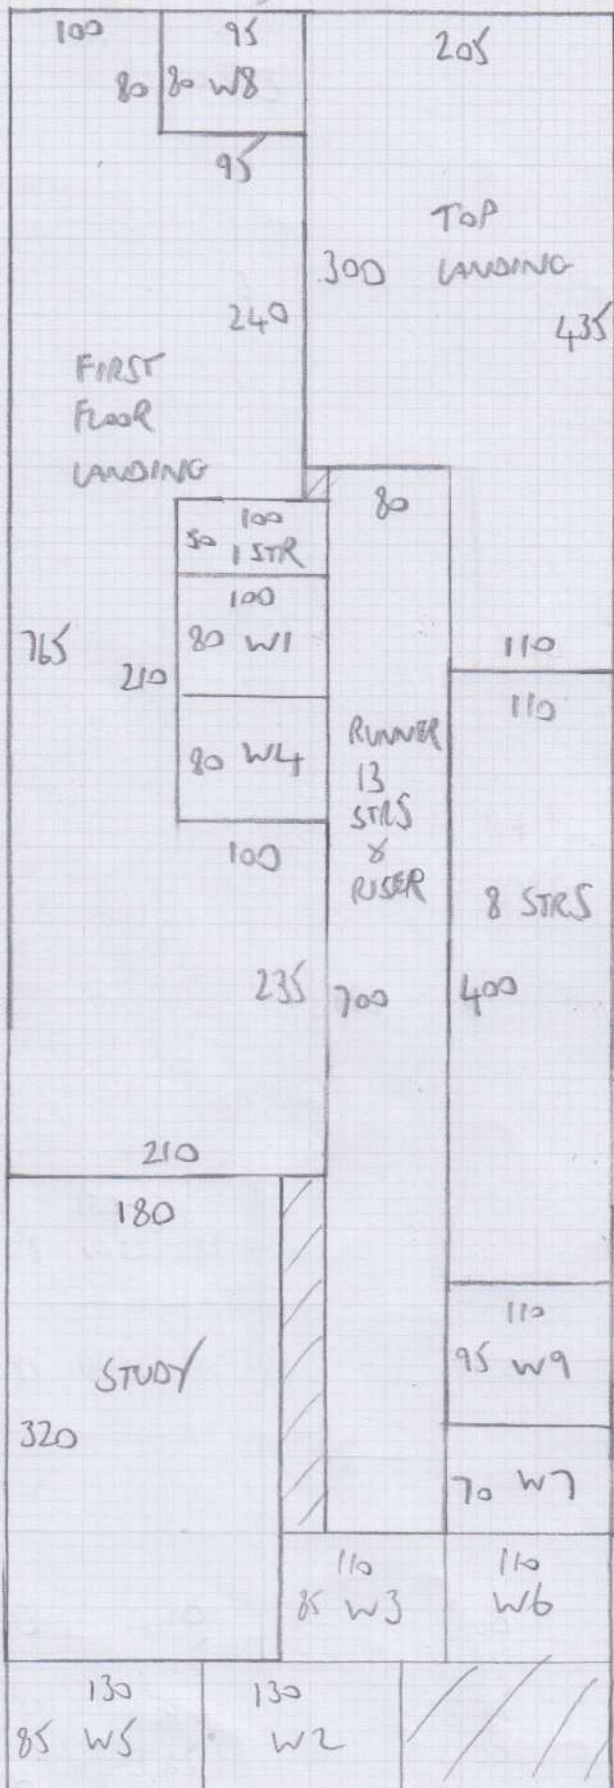 100 95 205
80 80 W8
95
TOP
300 LANDING
240 435
FIRST
FLOOR
LANDING
100 80
50 1 STR
100
765 80 W1 110
210 110
80 W4 RUNNER
13
STRS
100 &
RISER 8 STRS
235 700 400
210
180
110
STUDY 95 W9
320
70 W7
110 110
85 W3 W6
130 130
85 W5 W2